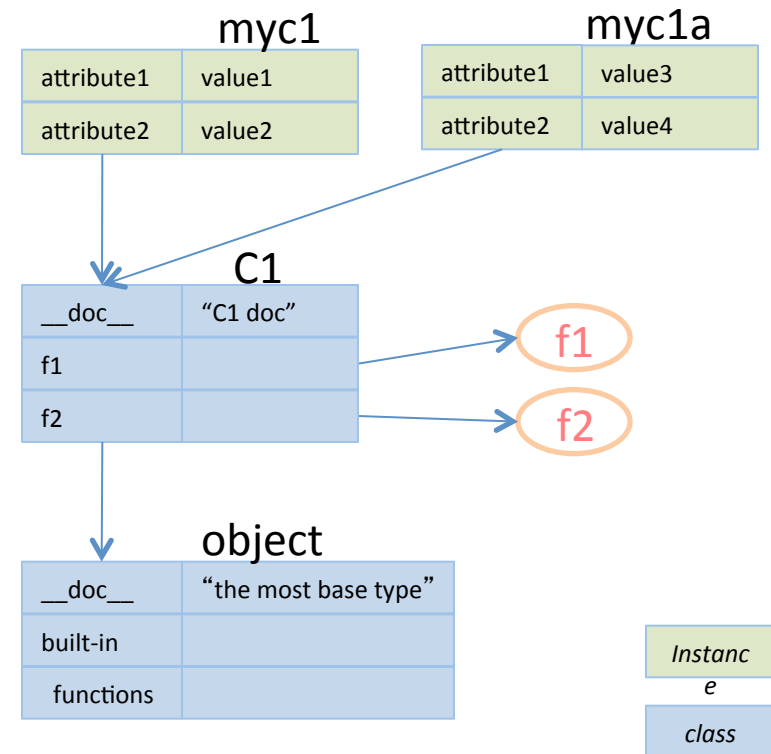 myc1
attribute1 value1
attribute2 value2
myc1a
attribute1 value3
attribute2 value4
C1
__doc__ “C1 doc”
f1
f2
f1
f2
object
__doc__ “the most base type”
built-in
functions
Instanc
e
class